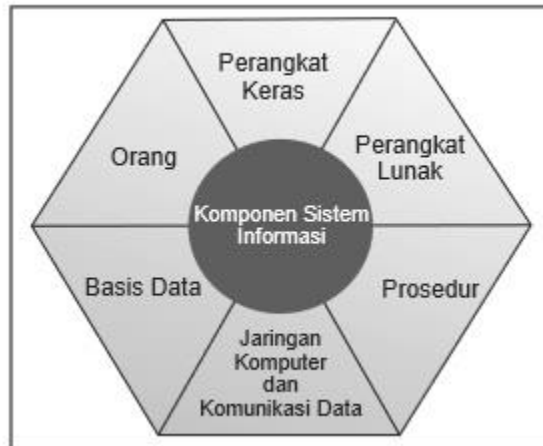 Perangkat
Keras
Orang
Perangkat
Lunak
Komponen Sistem
Informasi
Basis Data
Prosedur
Jaringan
Komputer
dan
Komunikasi Data